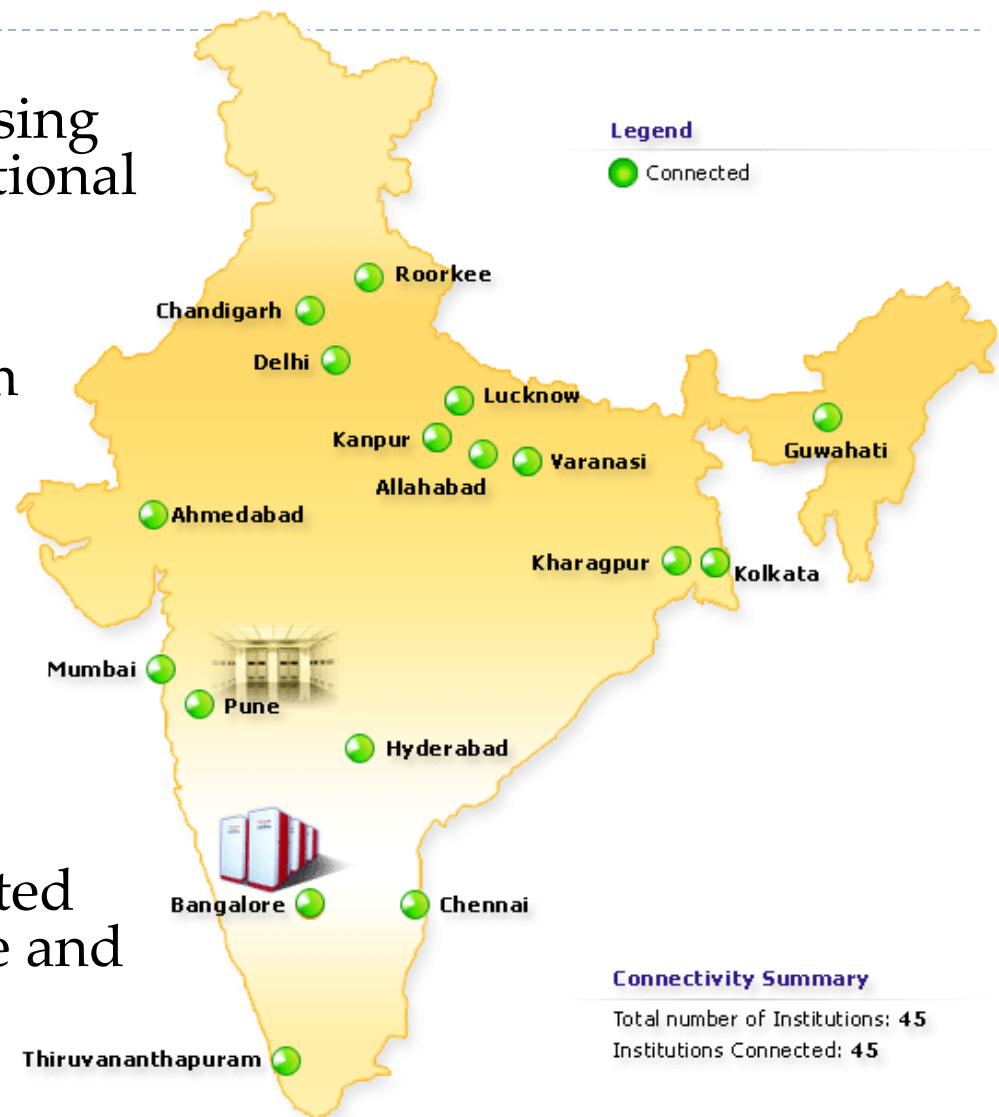 sing
tional
n
ted
e and
Legend
Connected
Roorkee
Chandigarh
Delhi
Lucknow
Kanpur
Varanasi
Allahabad
Guwahati
Ahmedabad
Kharagpur
Kolkata
Mumbai
Pune
Hyderabad
Bangalore
Chennai
Thiruvananthapuram
Connectivity Summary
Total number of Institutions: 45
Institutions Connected: 45